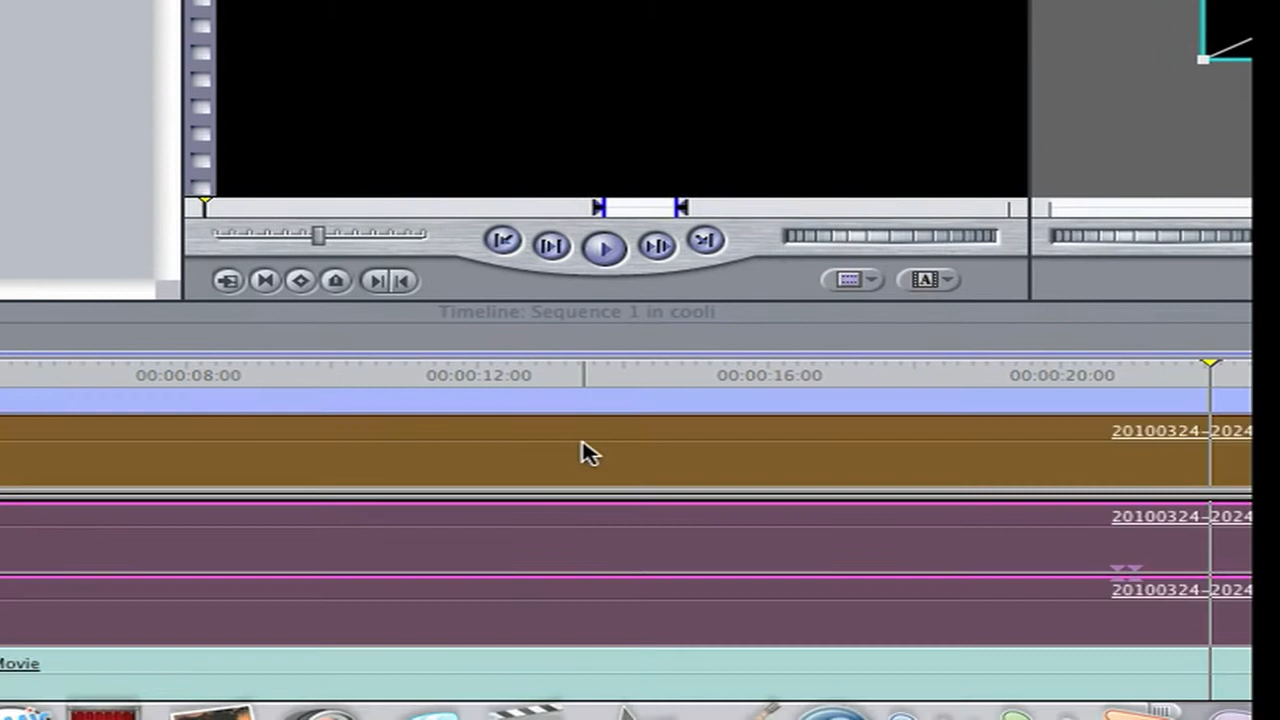 A
Timeline: Sequence 1 in cooli
00:00:08:00 00:00:12:00 00:00:16:00 00:00:20:00
20100324-2024
20100324-2024
20100324-2024
Movie